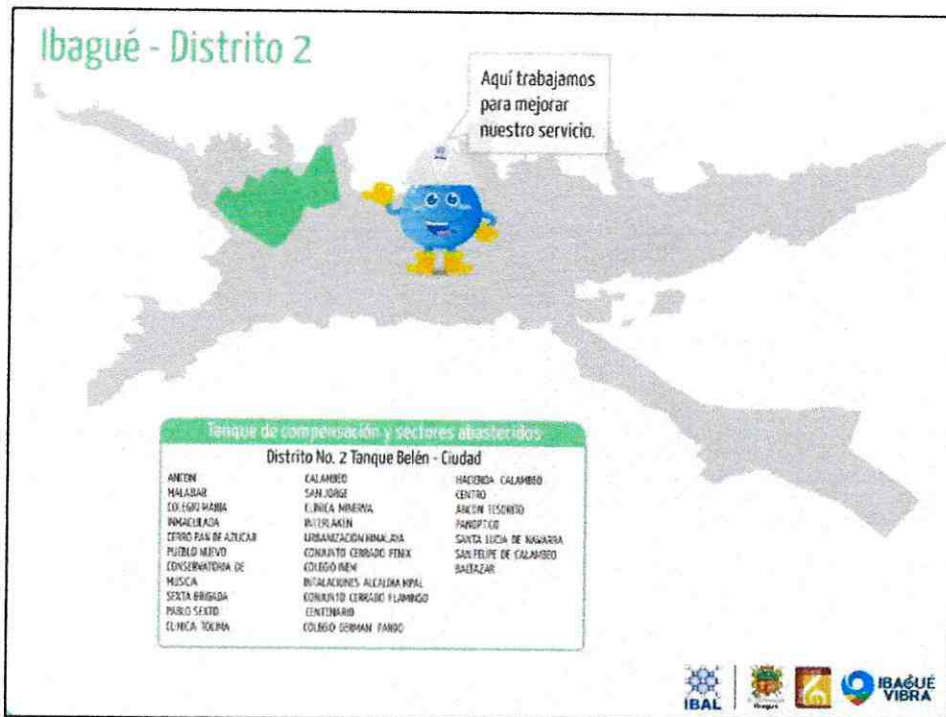 Ibagué - Distrito 2
Aquí trabajamos
para mejorar
nuestro servicio.
Tanque de compensación y sectores abastecidos
Distrito No. 2 Tanque Belén - Ciudad
ANCON
MALABAR
COLEGIO MARIA
INMACULADA
CERRO PAN DE AZUCAR
PUEBLO NUEVO
CONSERVATORIA DE
MUSICA
SEXTA BRIGADA
PABLO SEXTO
CLINICA TOLIMA
CALAMBEO
SAN JORGE
CLINICA MINERVA
INTERLAKEN
URBANIZACION HIMALAYA
CONJUNTO CERRADO FENIX
COLEGIO INEM
INTALACIONES ALCALDIA MPAL
CONJUNTO CERRADO FLAMINGO
CENTENARIO
COLEGIO GERMAN PARDO
HACIENDA CALAMBEO
CENTRO
ANCON TESORITO
PANOPTICO
SANTA LUCIA DE NAVARRA
SAN FELIPE DE CALAMBEO
BALTAZAR
IBAL
Ibagué
IBAGUÉ
VIBRA